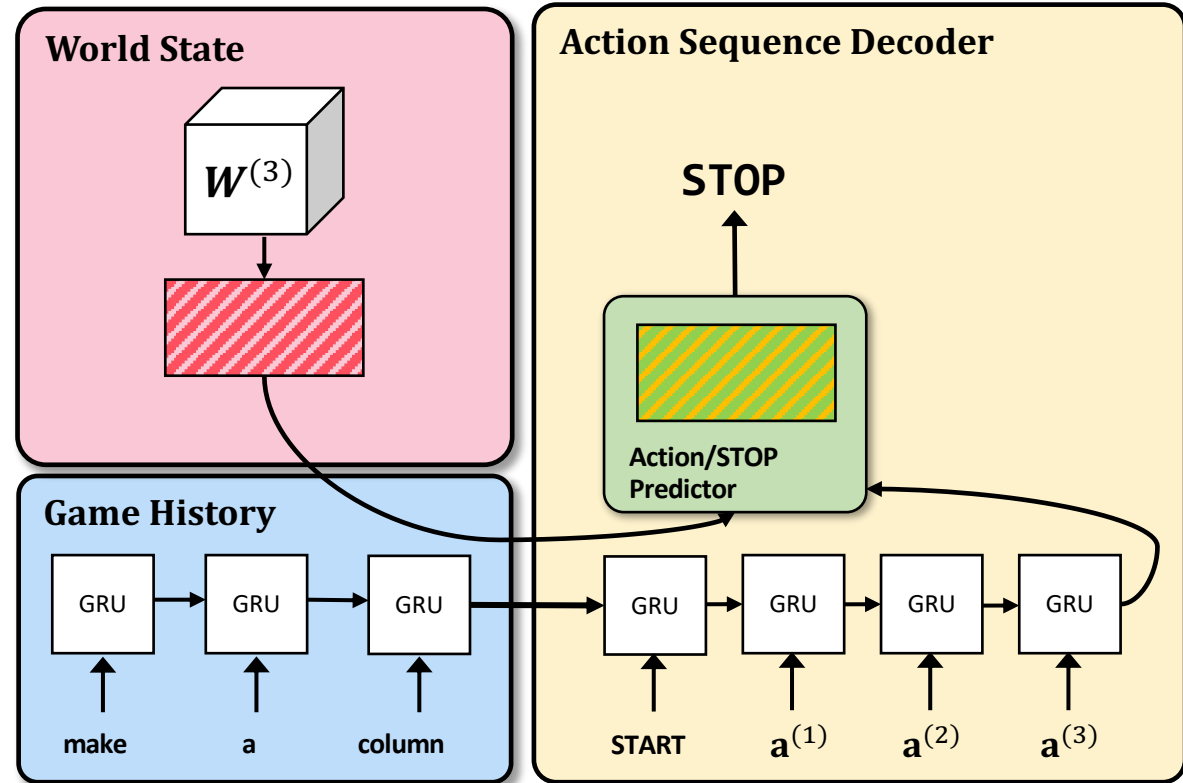 World State
W^(3)
Game History
GRU GRU GRU
make a column
Action Sequence Decoder
STOP
Action/STOP
Predictor
GRU GRU GRU GRU
START a^(1) a^(2) a^(3)